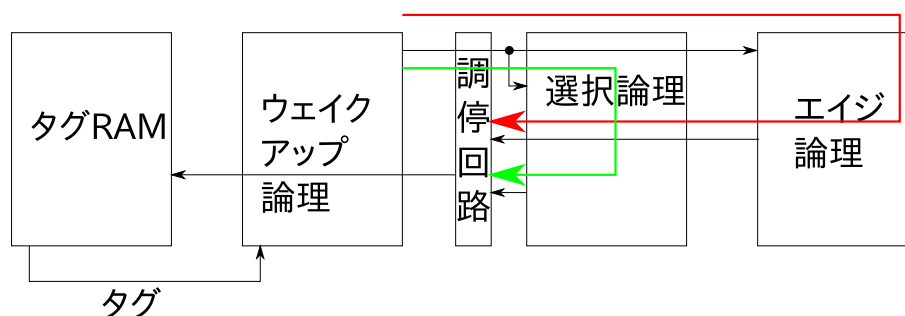 タグRAM
ウェイク
アップ
論理
調
停
回
路
選択論理
エイジ
論理
タグ